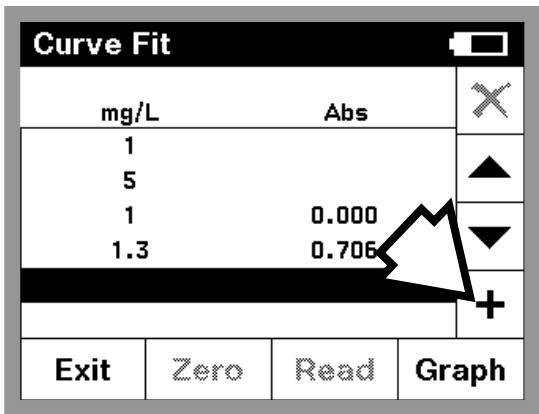 Curve Fit
mg/L Abs
1
5
1 0.000
1.3 0.706
+
Exit Zero Read Graph